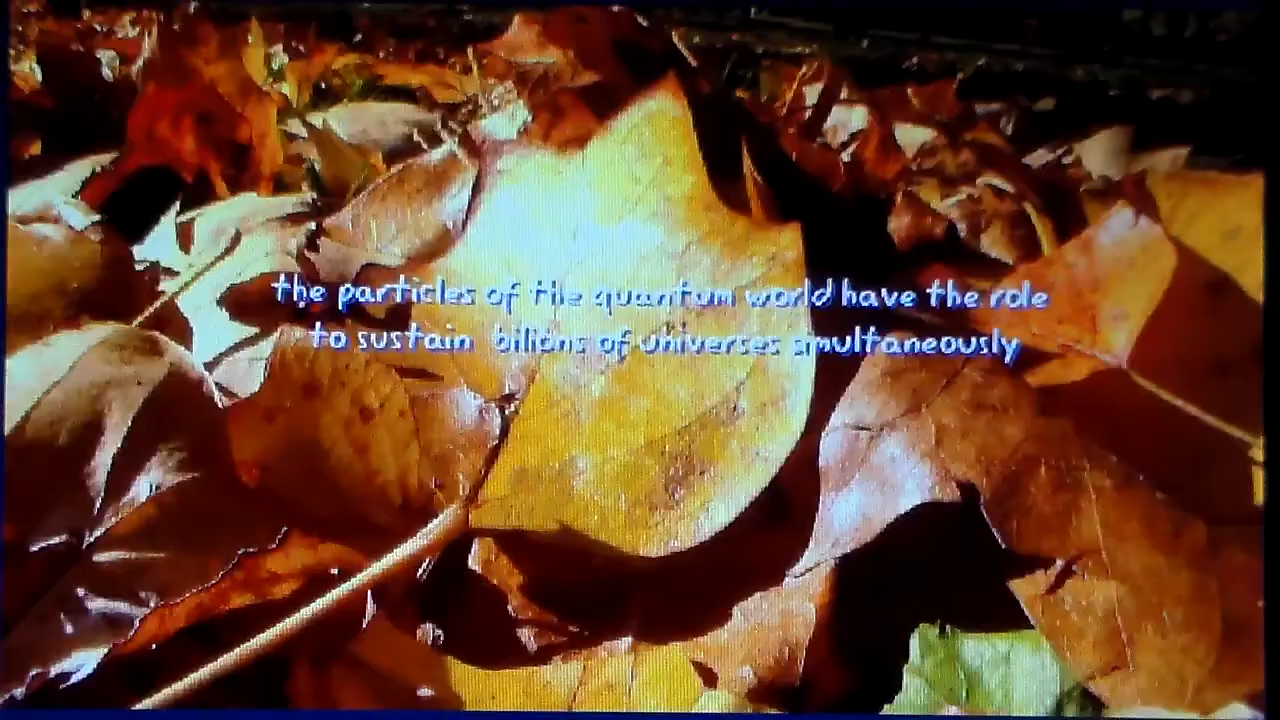 the particles of the quantum world have the role
to sustain bilions of universes simultaneously